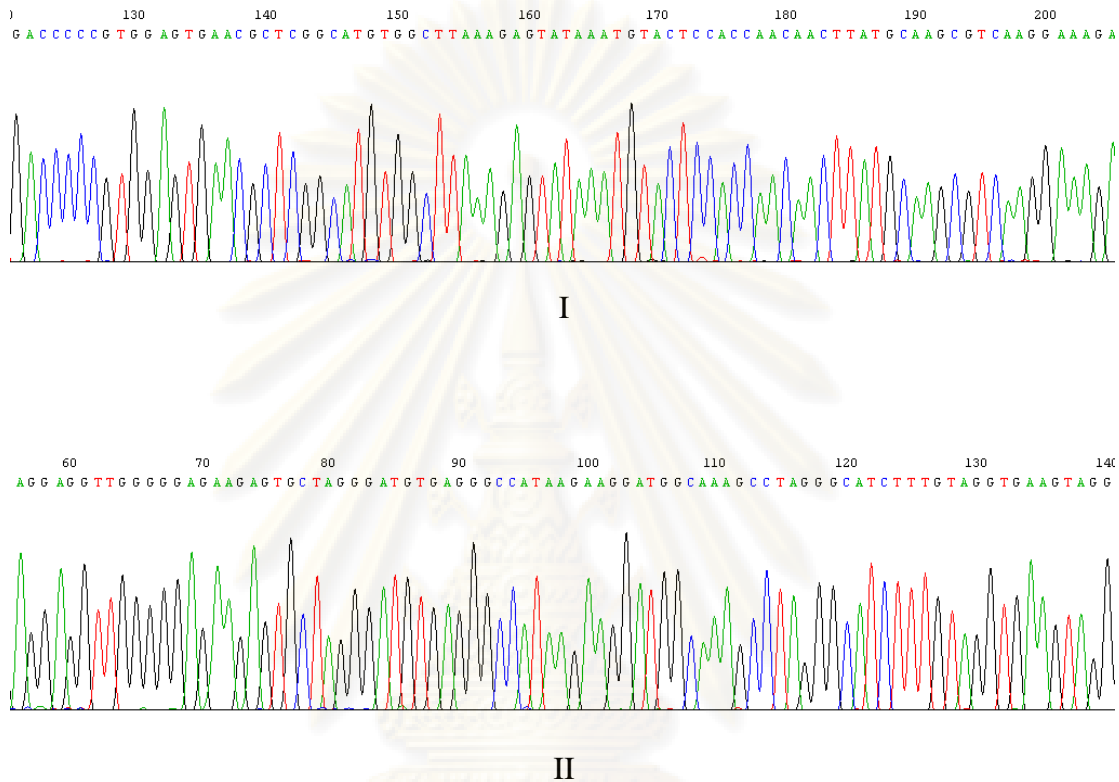 130 140 150 160 170 180 190 200
GACCCCCGTGGAGTGAACGCTCGGCATGTGGCTTAAAGAGTATAAATGTACTCCACCAACAACTTATGCAAGCGTCAAGGAAAGA
I
60 70 80 90 100 110 120 130 140
AGGAGGTTGGGGGAGAAGAGTGCTAGGGATGTGAGGGCCATAAGAAGGATGGCAAAGCCTAGGGCATCTTTGTAGGTGAAGTAGG
II